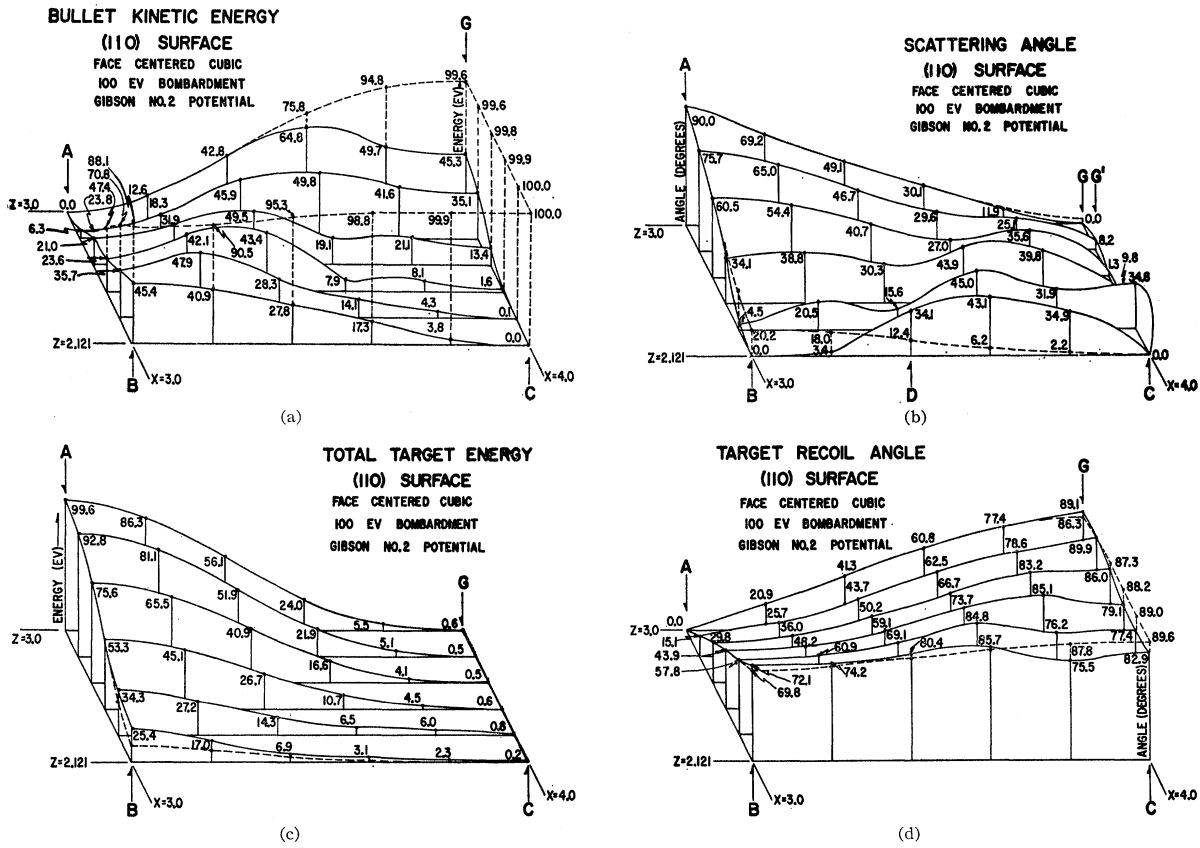 BULLET KINETIC ENERGY
(110) SURFACE
FACE CENTERED CUBIC
100 EV BOMBARDMENT
GIBSON NO.2 POTENTIAL
G
A
ENERGY (EV)
99.6
94.8
75.8
99.6
64.8
99.8
42.8
49.7
45.3
99.9
88.1
70.8
47.4
23.8
12.6
45.9
49.8
41.6
35.1
100.0
Z=3.0
0.0
18.3
95.3
98.8
99.9
100.0
6.3
31.9
49.5
21.0
42.1
43.4
19.1
21.1
13.4
23.6
90.5
35.7
47.9
28.3
7.9
8.1
1.6
45.4
40.9
27.8
14.1
4.3
0.1
17.3
3.8
0.0
Z=2.121
B
X=3.0
C
X=4.0
(a)
SCATTERING ANGLE
(110) SURFACE
FACE CENTERED CUBIC
100 EV BOMBARDMENT
GIBSON NO.2 POTENTIAL
A
ANGLE (DEGREES)
90.0
69.2
49.1
30.1
11.9
G G'
0.0
75.7
65.0
46.7
29.6
25.1
8.2
Z=3.0
60.5
54.4
40.7
27.0
35.6
1.3
34.1
38.8
30.3
43.9
39.8
9.8
34.8
4.5
20.5
15.6
45.0
31.9
20.2
18.0
34.1
43.1
34.9
0.0
3.4
12.4
6.2
2.2
0.0
Z=2.121
B
X=3.0
D
C
X=4.0
(b)
TOTAL TARGET ENERGY
(110) SURFACE
FACE CENTERED CUBIC
100 EV BOMBARDMENT
GIBSON NO.2 POTENTIAL
A
ENERGY (EV)
99.6
86.3
56.1
24.0
5.5
0.6
G
92.8
81.1
51.9
21.9
5.1
0.5
Z=3.0
75.6
65.5
40.9
16.6
4.1
0.5
53.3
45.1
26.7
10.7
4.5
0.6
34.3
27.2
14.3
6.5
6.0
0.8
25.4
17.0
6.9
3.1
2.3
0.2
Z=2.121
B
X=3.0
C
X=4.0
(c)
TARGET RECOIL ANGLE
(110) SURFACE
FACE CENTERED CUBIC
100 EV BOMBARDMENT
GIBSON NO.2 POTENTIAL
G
A
89.1
86.3
77.4
60.8
41.3
20.9
0.0
Z=3.0
15.1
25.7
43.7
62.5
78.6
89.9
87.3
43.9
29.8
36.0
50.2
66.7
83.2
86.0
88.2
57.8
48.2
59.1
73.7
85.1
79.1
89.0
60.9
69.1
84.8
76.2
77.4
89.6
72.1
69.8
74.2
80.4
85.7
87.8
75.5
82.9
ANGLE (DEGREES)
Z=2.121
B
X=3.0
C
X=4.0
(d)